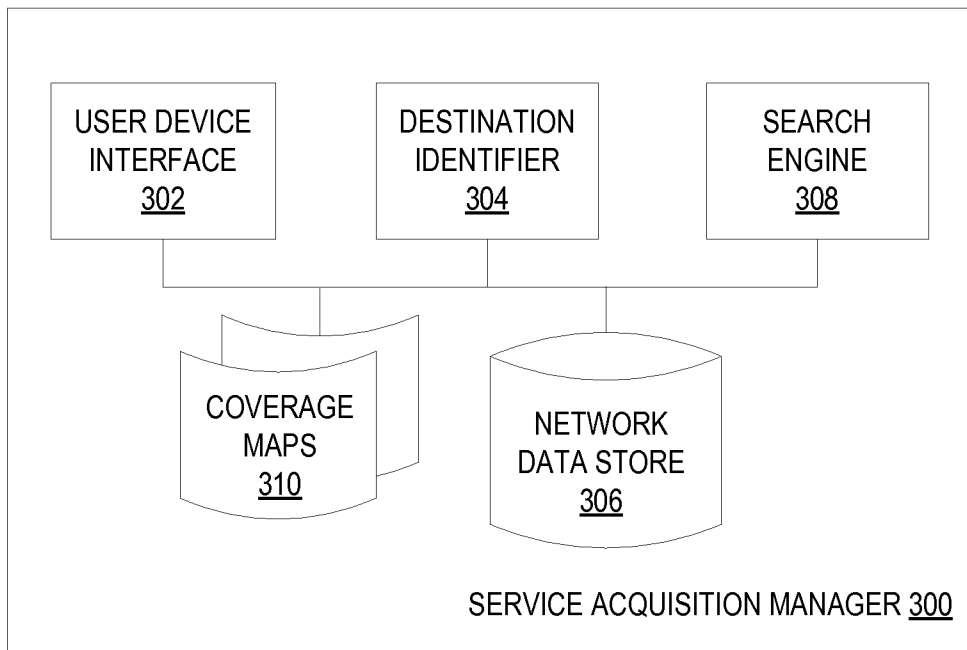 USER DEVICE
INTERFACE
302
DESTINATION
IDENTIFIER
304
SEARCH
ENGINE
308
COVERAGE
MAPS
310
NETWORK
DATA STORE
306
SERVICE ACQUISITION MANAGER 300